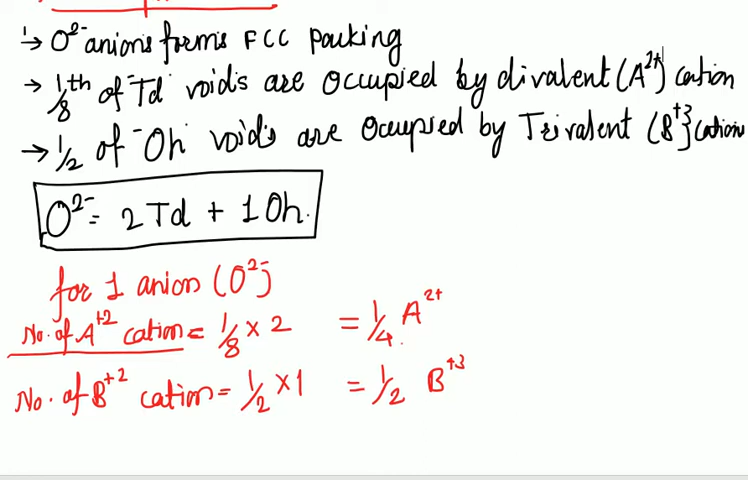 → O²⁻ anions forms FCC packing
→ 1/8th of Td voids are occupied by divalent (A²⁺) cation
→ 1/2 of Oh voids are occupied by Trivalent (B⁺³) cation
O²⁻ = 2Td + 1Oh.
for 1 anion (O²⁻)
No. of A⁺² cation = 1/8 × 2 = 1/4 A²⁺
No. of B⁺² cation = 1/2 × 1 = 1/2 B⁺³